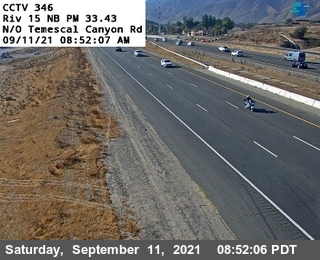 CCTV 346
Riv 15 NB PM 33.43
N/O Temescal Canyon Rd
09/11/21 08:52:07 AM
Saturday, September 11, 2021 08:52:06 PDT